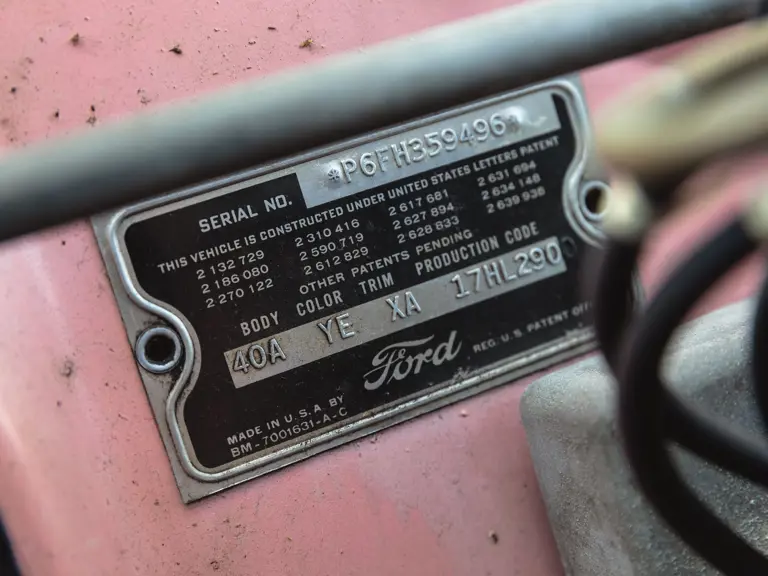 SERIAL NO. *P6FH359496*
THIS VEHICLE IS CONSTRUCTED UNDER UNITED STATES LETTERS PATENT
2 132 729 2 310 416 2 617 681 2 631 694
2 186 080 2 590 719 2 627 894 2 634 148
2 270 122 2 612 829 2 628 833 2 639 938
OTHER PATENTS PENDING
BODY COLOR TRIM PRODUCTION CODE
40A YE XA 17HL290
Ford REG. U.S. PATENT
MADE IN U.S.A. BY
BM-7001631-A-C